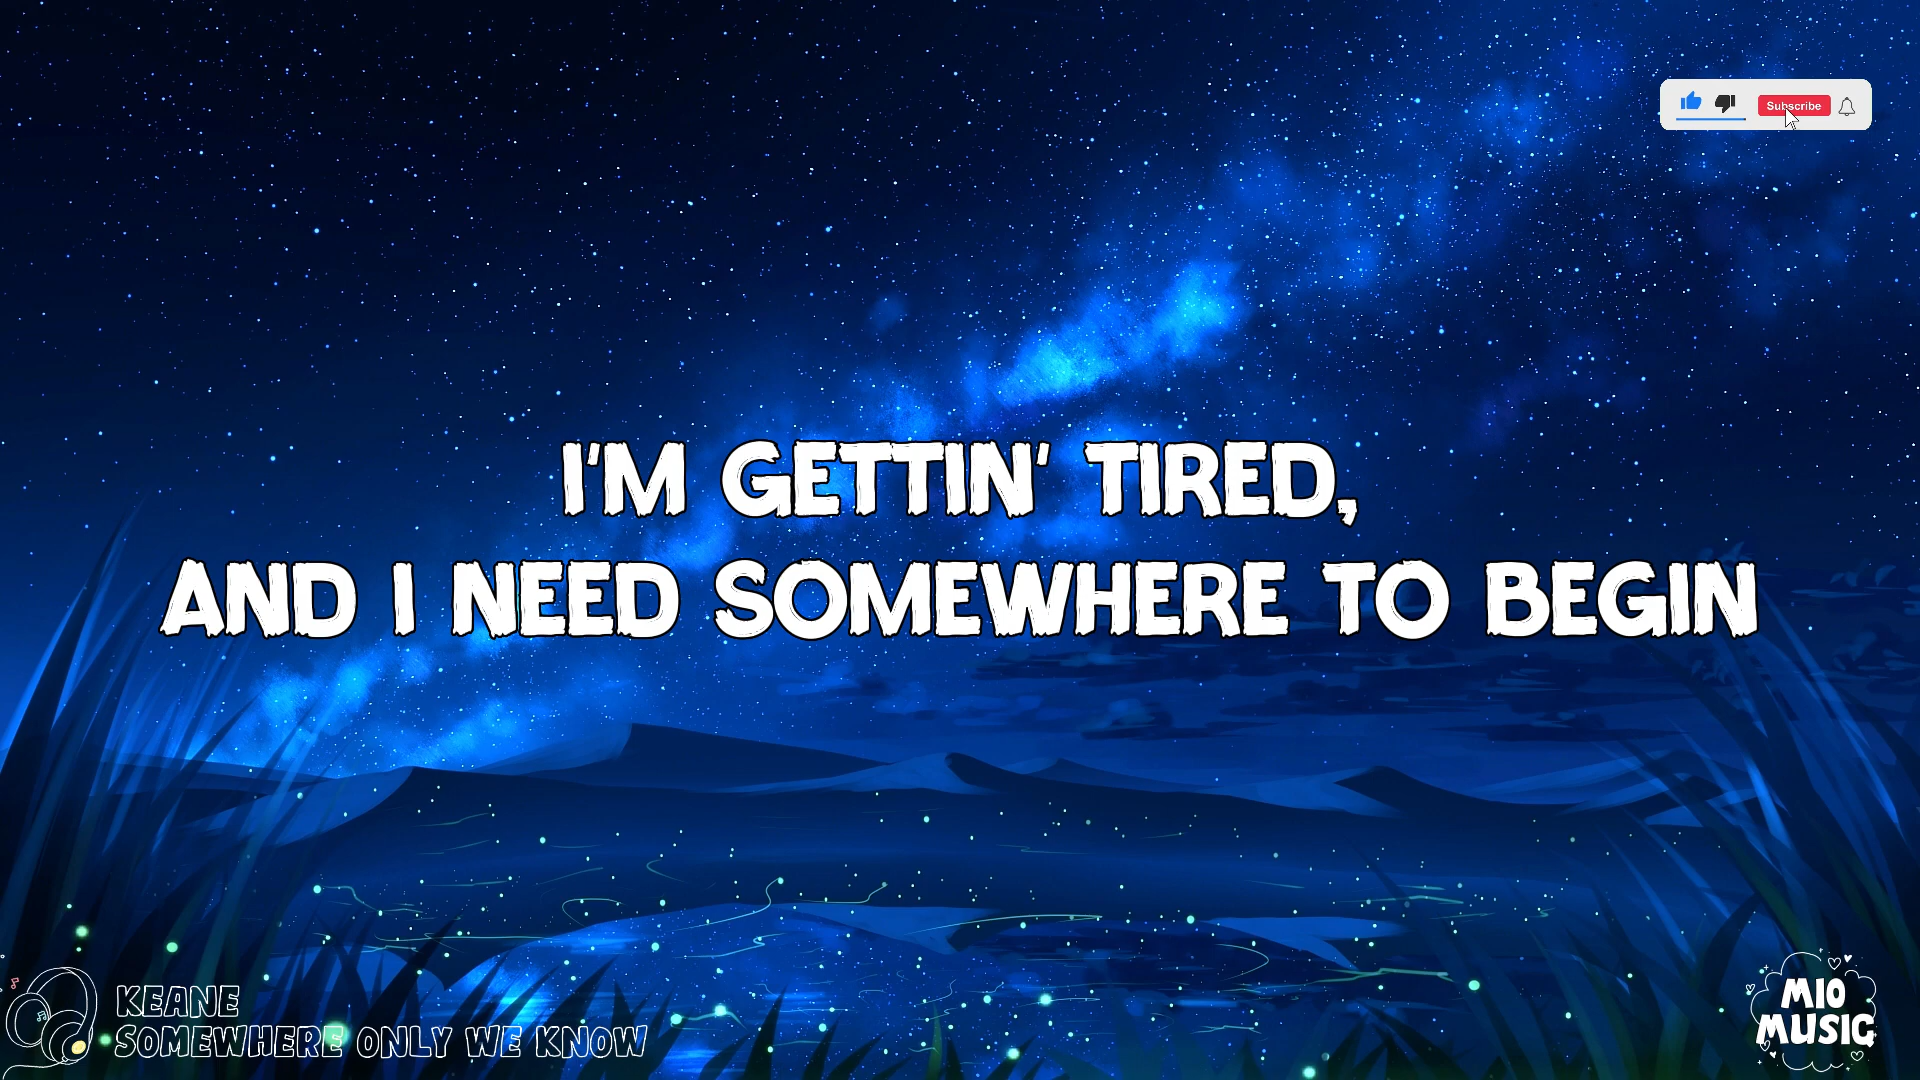 Subscribe
I'M GETTIN' TIRED,
AND I NEED SOMEWHERE TO BEGIN
KEANE
SOMEWHERE ONLY WE KNOW
MIO
MUSIC